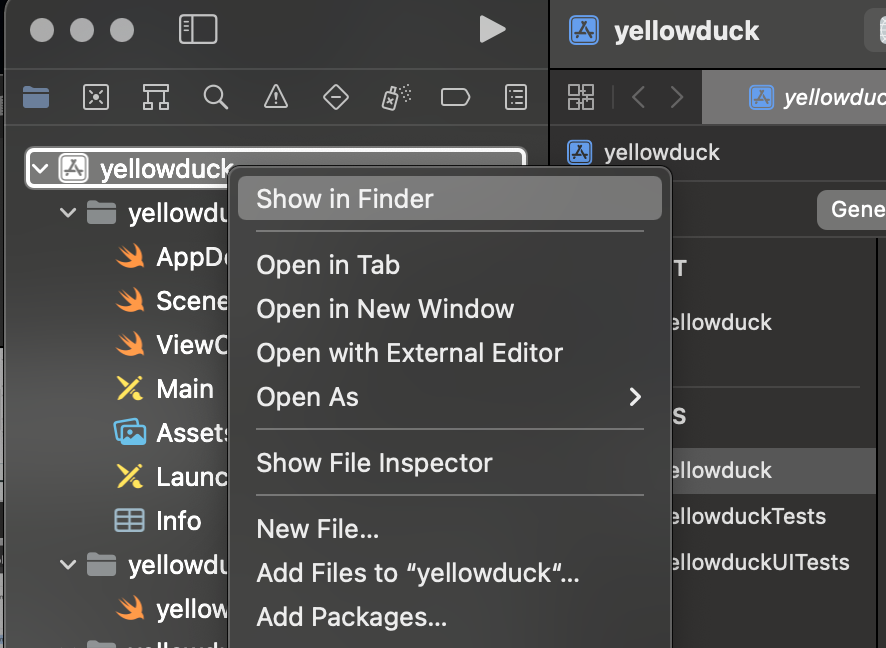 yellowduck
yellowduc
yellowduck
yellowduck
Show in Finder
Gene
Open in Tab
Open in New Window
Open with External Editor
Open As
Show File Inspector
New File...
Add Files to “yellowduck“...
Add Packages...
yellowdu
AppDe
Scene
ViewC
Main
Assets
Launc
Info
yellowdu
yellow
T
ellowduck
S
ellowduck
ellowduckTests
ellowduckUITests